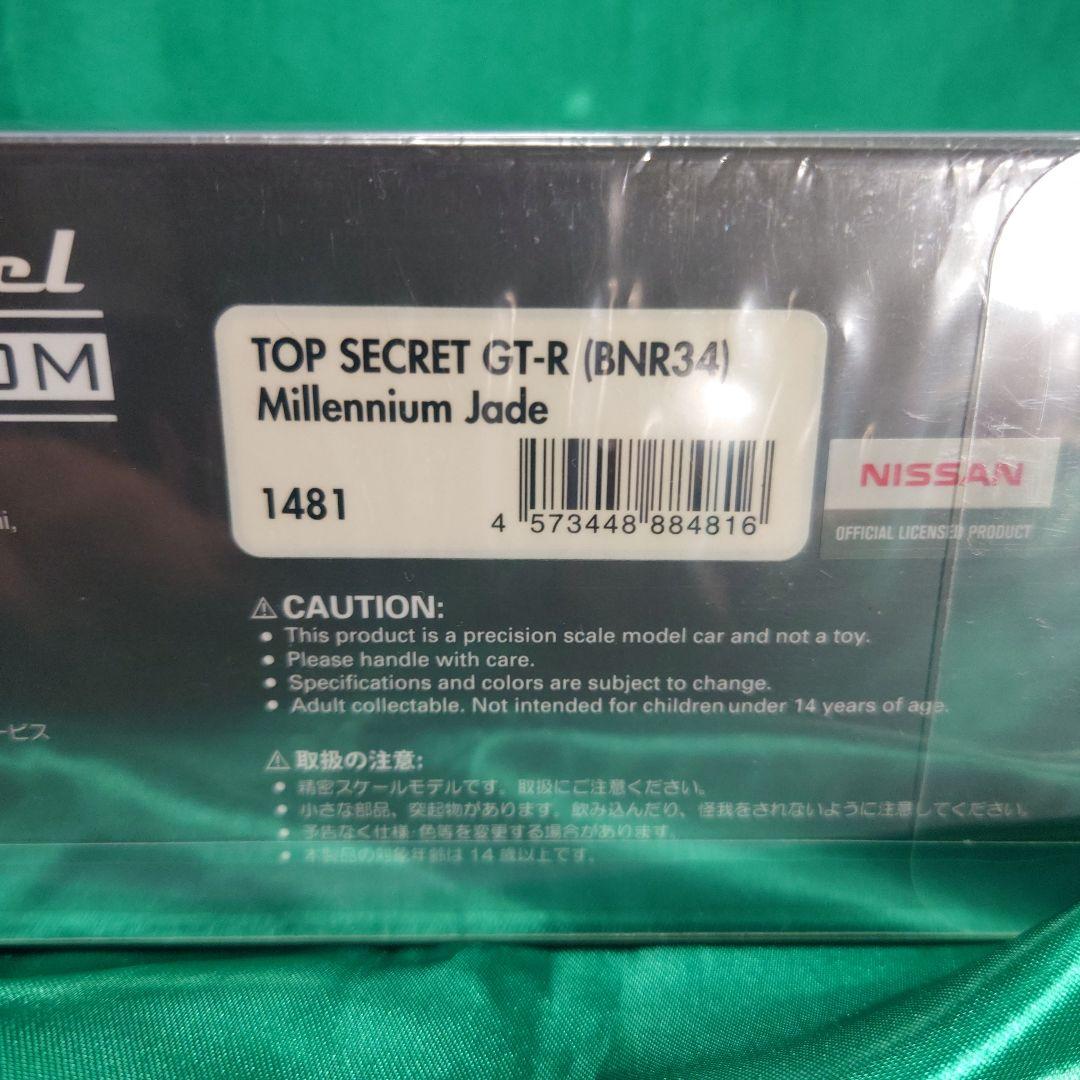 el
OM
TOP SECRET GT-R (BNR34)
Millennium Jade
1481
4 573448 884816
NISSAN
OFFICIAL LICENSED PRODUCT
⚠ CAUTION:
● This product is a precision scale model car and not a toy.
● Please handle with care.
● Specifications and colors are subject to change.
● Adult collectable. Not intended for children under 14 years of age.
ービス
⚠ 取扱の注意:
● 精密スケールモデルです。取扱にご注意ください。
● 小さな部品、突起物があります。飲み込んだり、怪我をされないように注意してください。
● 予告なく仕様・色等を変更する場合があります。
● 本製品の対象年齢は14歳以上です。